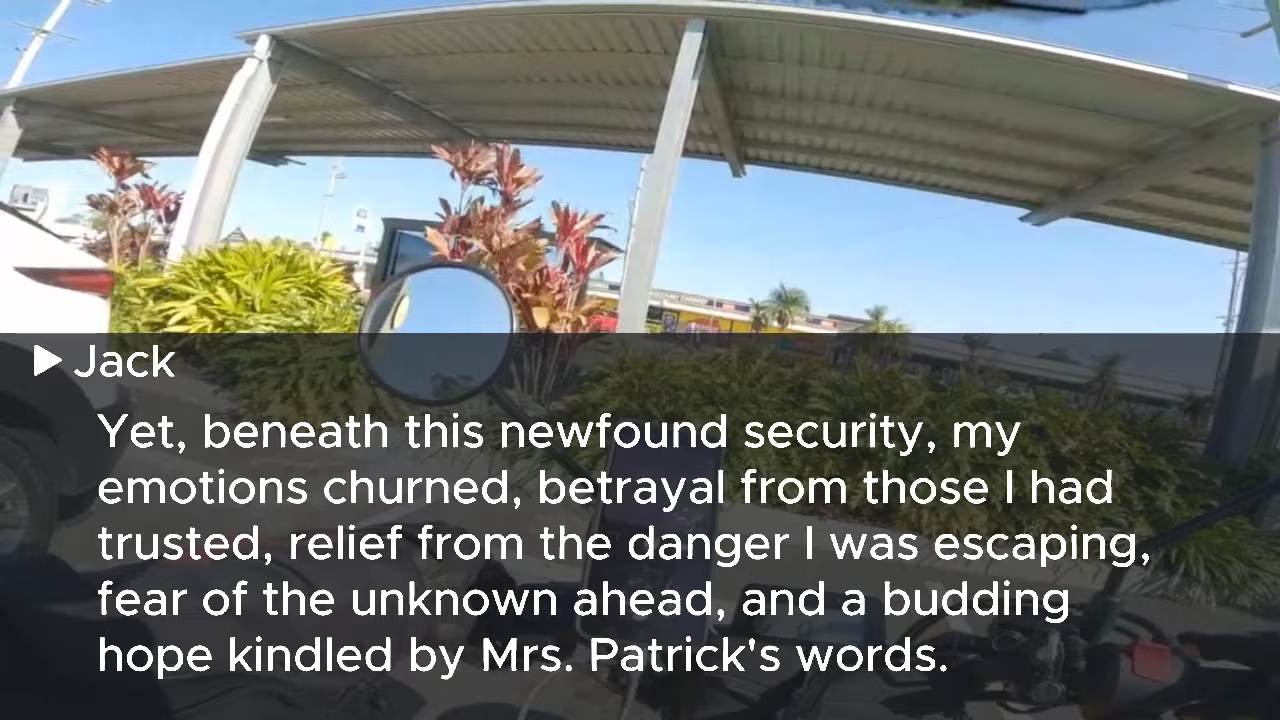 Jack
Yet, beneath this newfound security, my
emotions churned, betrayal from those I had
trusted, relief from the danger I was escaping,
fear of the unknown ahead, and a budding
hope kindled by Mrs. Patrick's words.